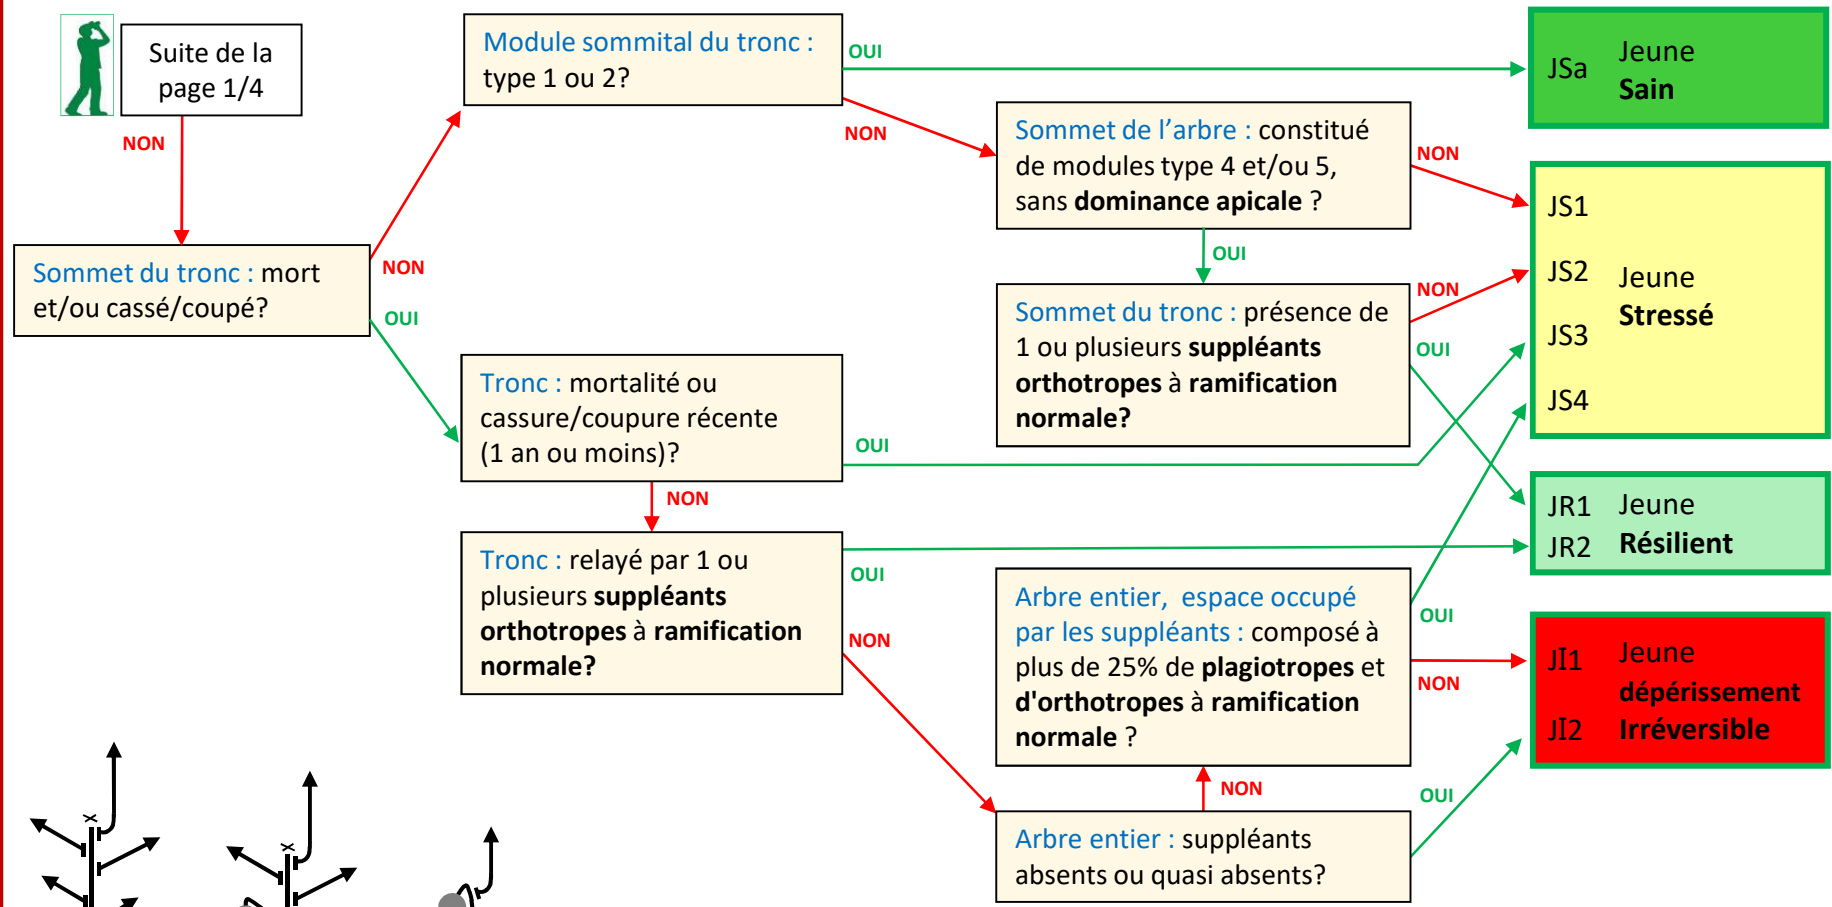 Suite de la
page 1/4
NON
Sommet du tronc : mort
et/ou cassé/coupé?
NON
OUI
Module sommital du tronc :
type 1 ou 2?
OUI
NON
Sommet de l'arbre : constitué
de modules type 4 et/ou 5,
sans dominance apicale ?
NON
OUI
Sommet du tronc : présence de
1 ou plusieurs suppléants
orthotropes à ramification
normale?
NON
OUI
Tronc : mortalité ou
cassure/coupure récente
(1 an ou moins)?
OUI
NON
Tronc : relayé par 1 ou
plusieurs suppléants
orthotropes à ramification
normale?
OUI
NON
Arbre entier, espace occupé
par les suppléants : composé à
plus de 25% de plagiotropes et
d'orthotropes à ramification
normale ?
OUI
NON
NON
Arbre entier : suppléants
absents ou quasi absents?
OUI
JSa Jeune
Sain
JS1
JS2 Jeune
Stressé
JS3
JS4
JR1 Jeune
JR2 Résilient
JĪ1 Jeune
dépérissement
JĪ2 Irréversible
x
x